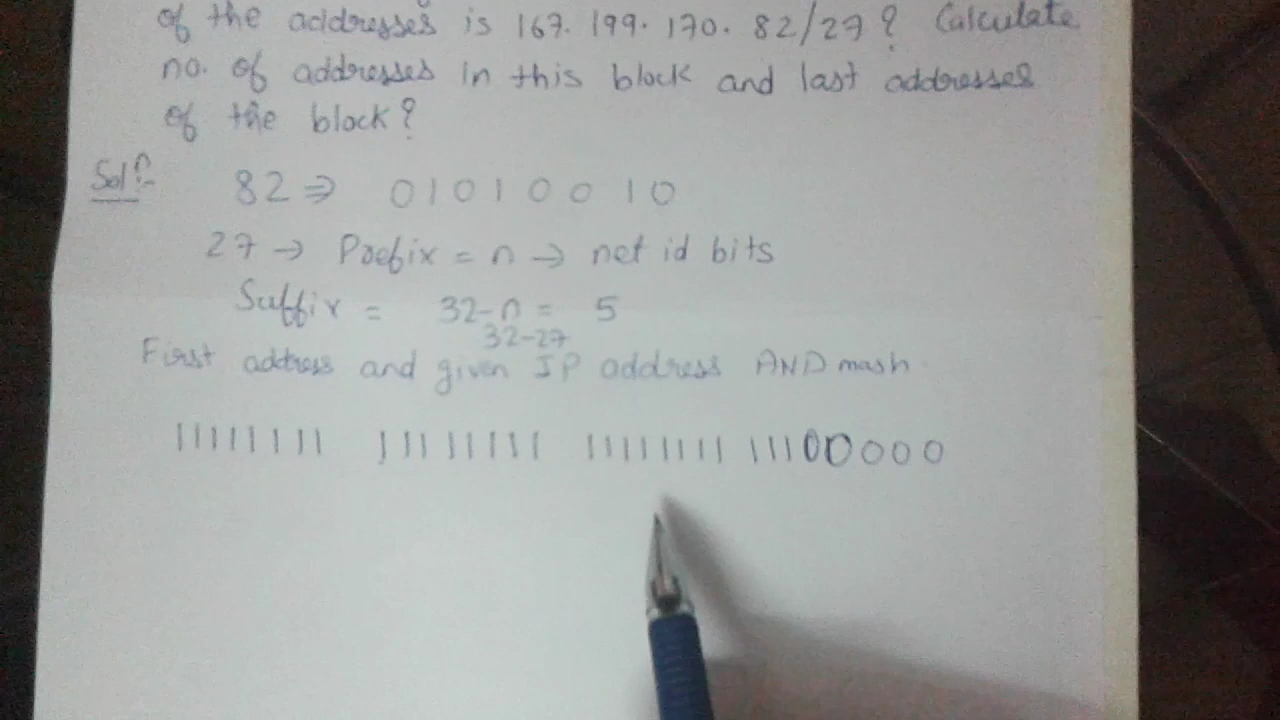 of the addresses is 167. 199. 170. 82/27? Calculate
no. of addresses in this block and last addresses
of the block?
Solⁿ:-
82 ⇒ 01010010
27 → Prefix = n → net id bits
Suffix = 32-n = 5
32-27
First address and given IP address AND mash.
11111111 11111111 11111111 11100000